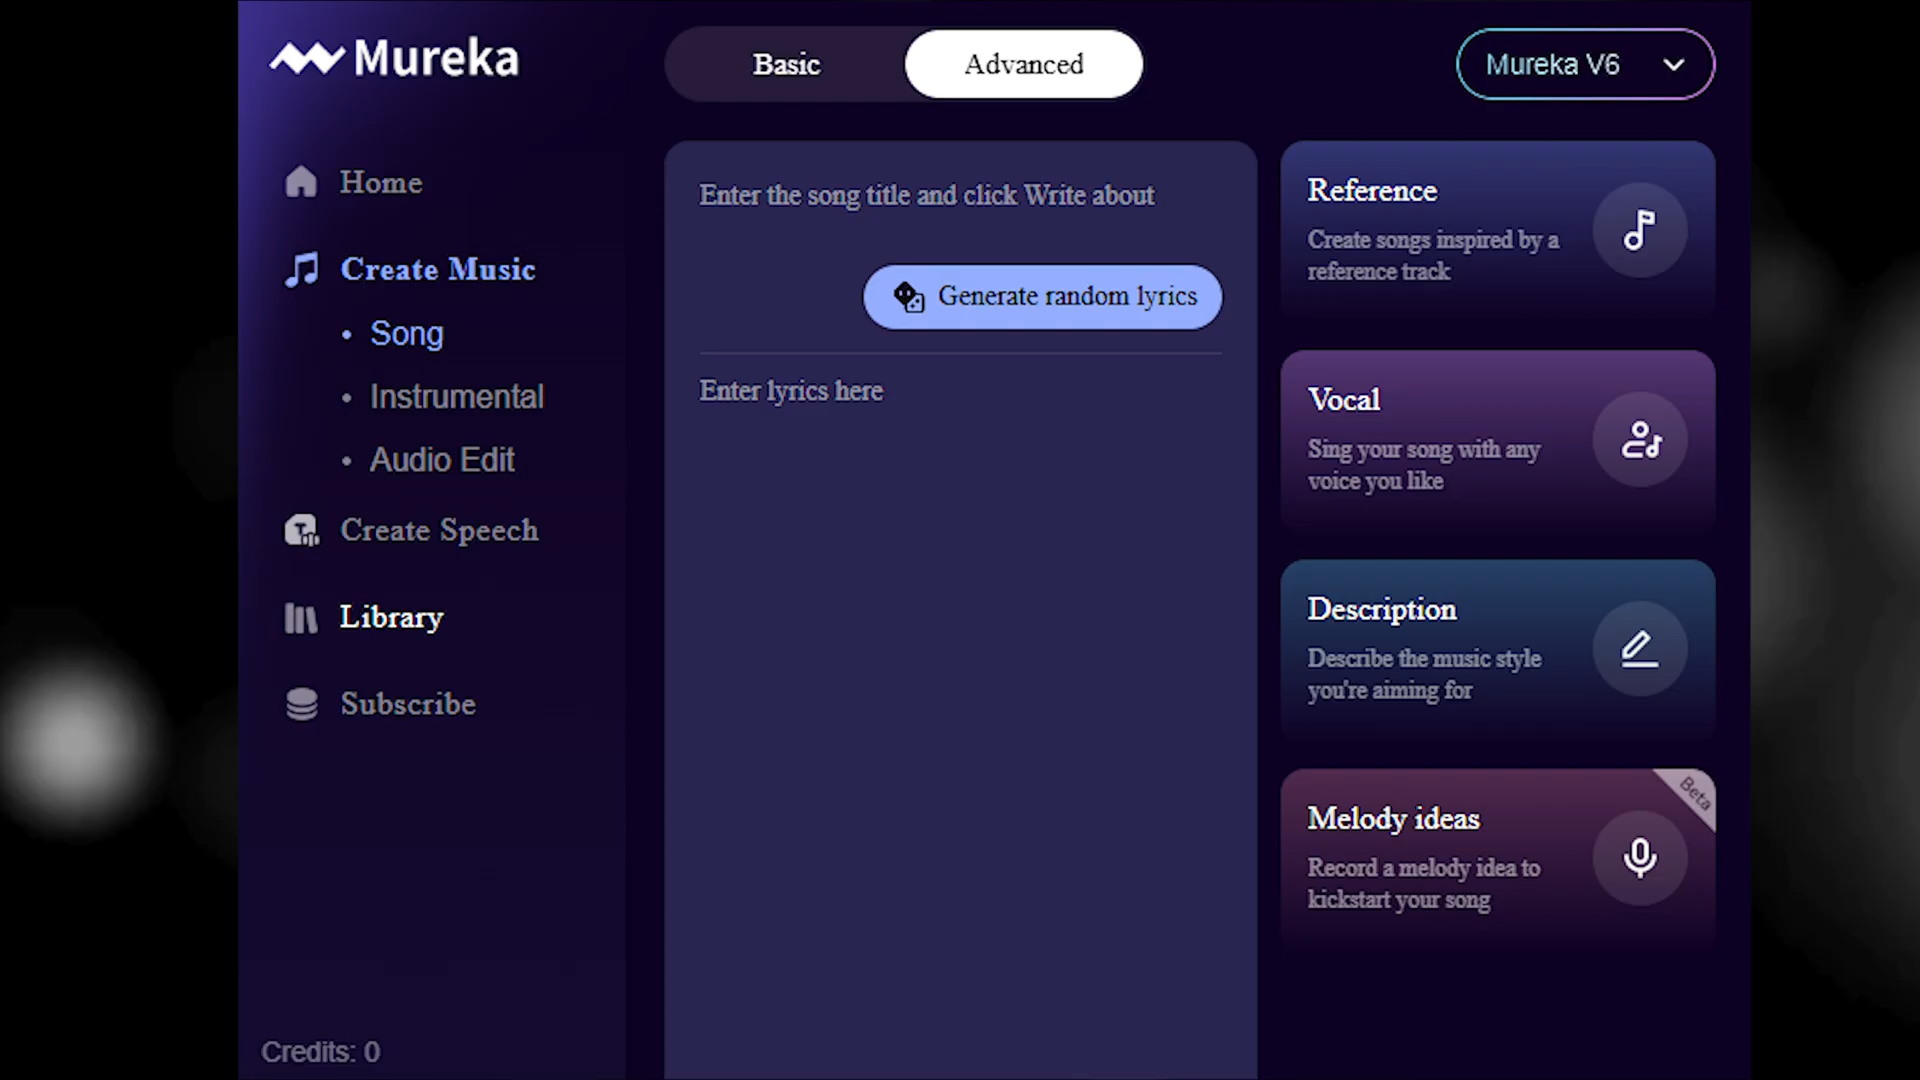 Mureka
Basic
Advanced
Mureka V6
Home
Create Music
• Song
• Instrumental
• Audio Edit
Create Speech
Library
Subscribe
Credits: 0
Enter the song title and click Write about
Generate random lyrics
Enter lyrics here
Reference
Create songs inspired by a
reference track
Vocal
Sing your song with any
voice you like
Description
Describe the music style
you're aiming for
Beta
Melody ideas
Record a melody idea to
kickstart your song